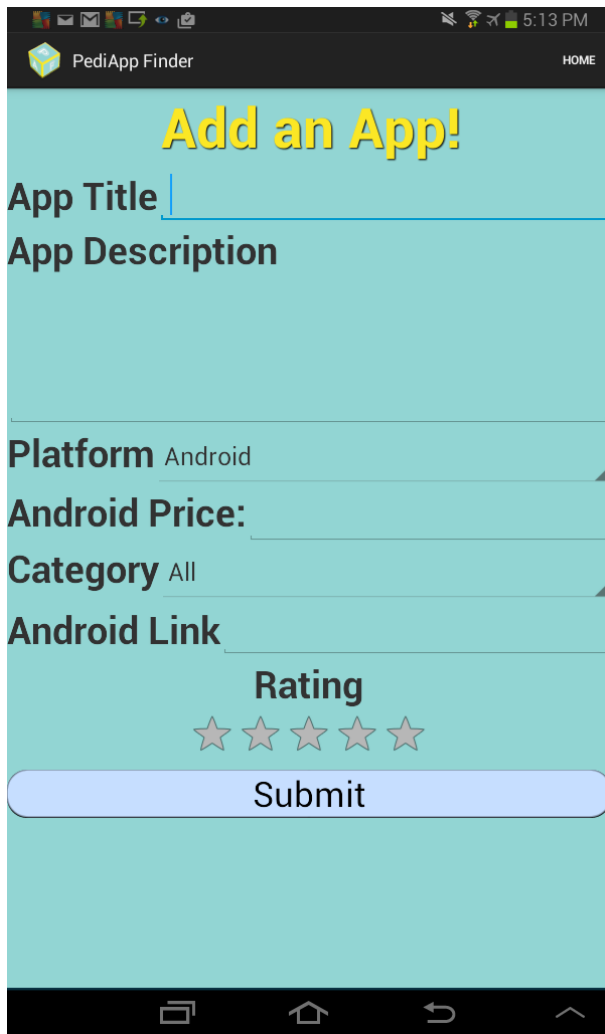 5:13 PM
PediApp Finder HOME
Add an App!
App Title
App Description
Platform Android
Android Price:
Category All
Android Link
Rating
Submit